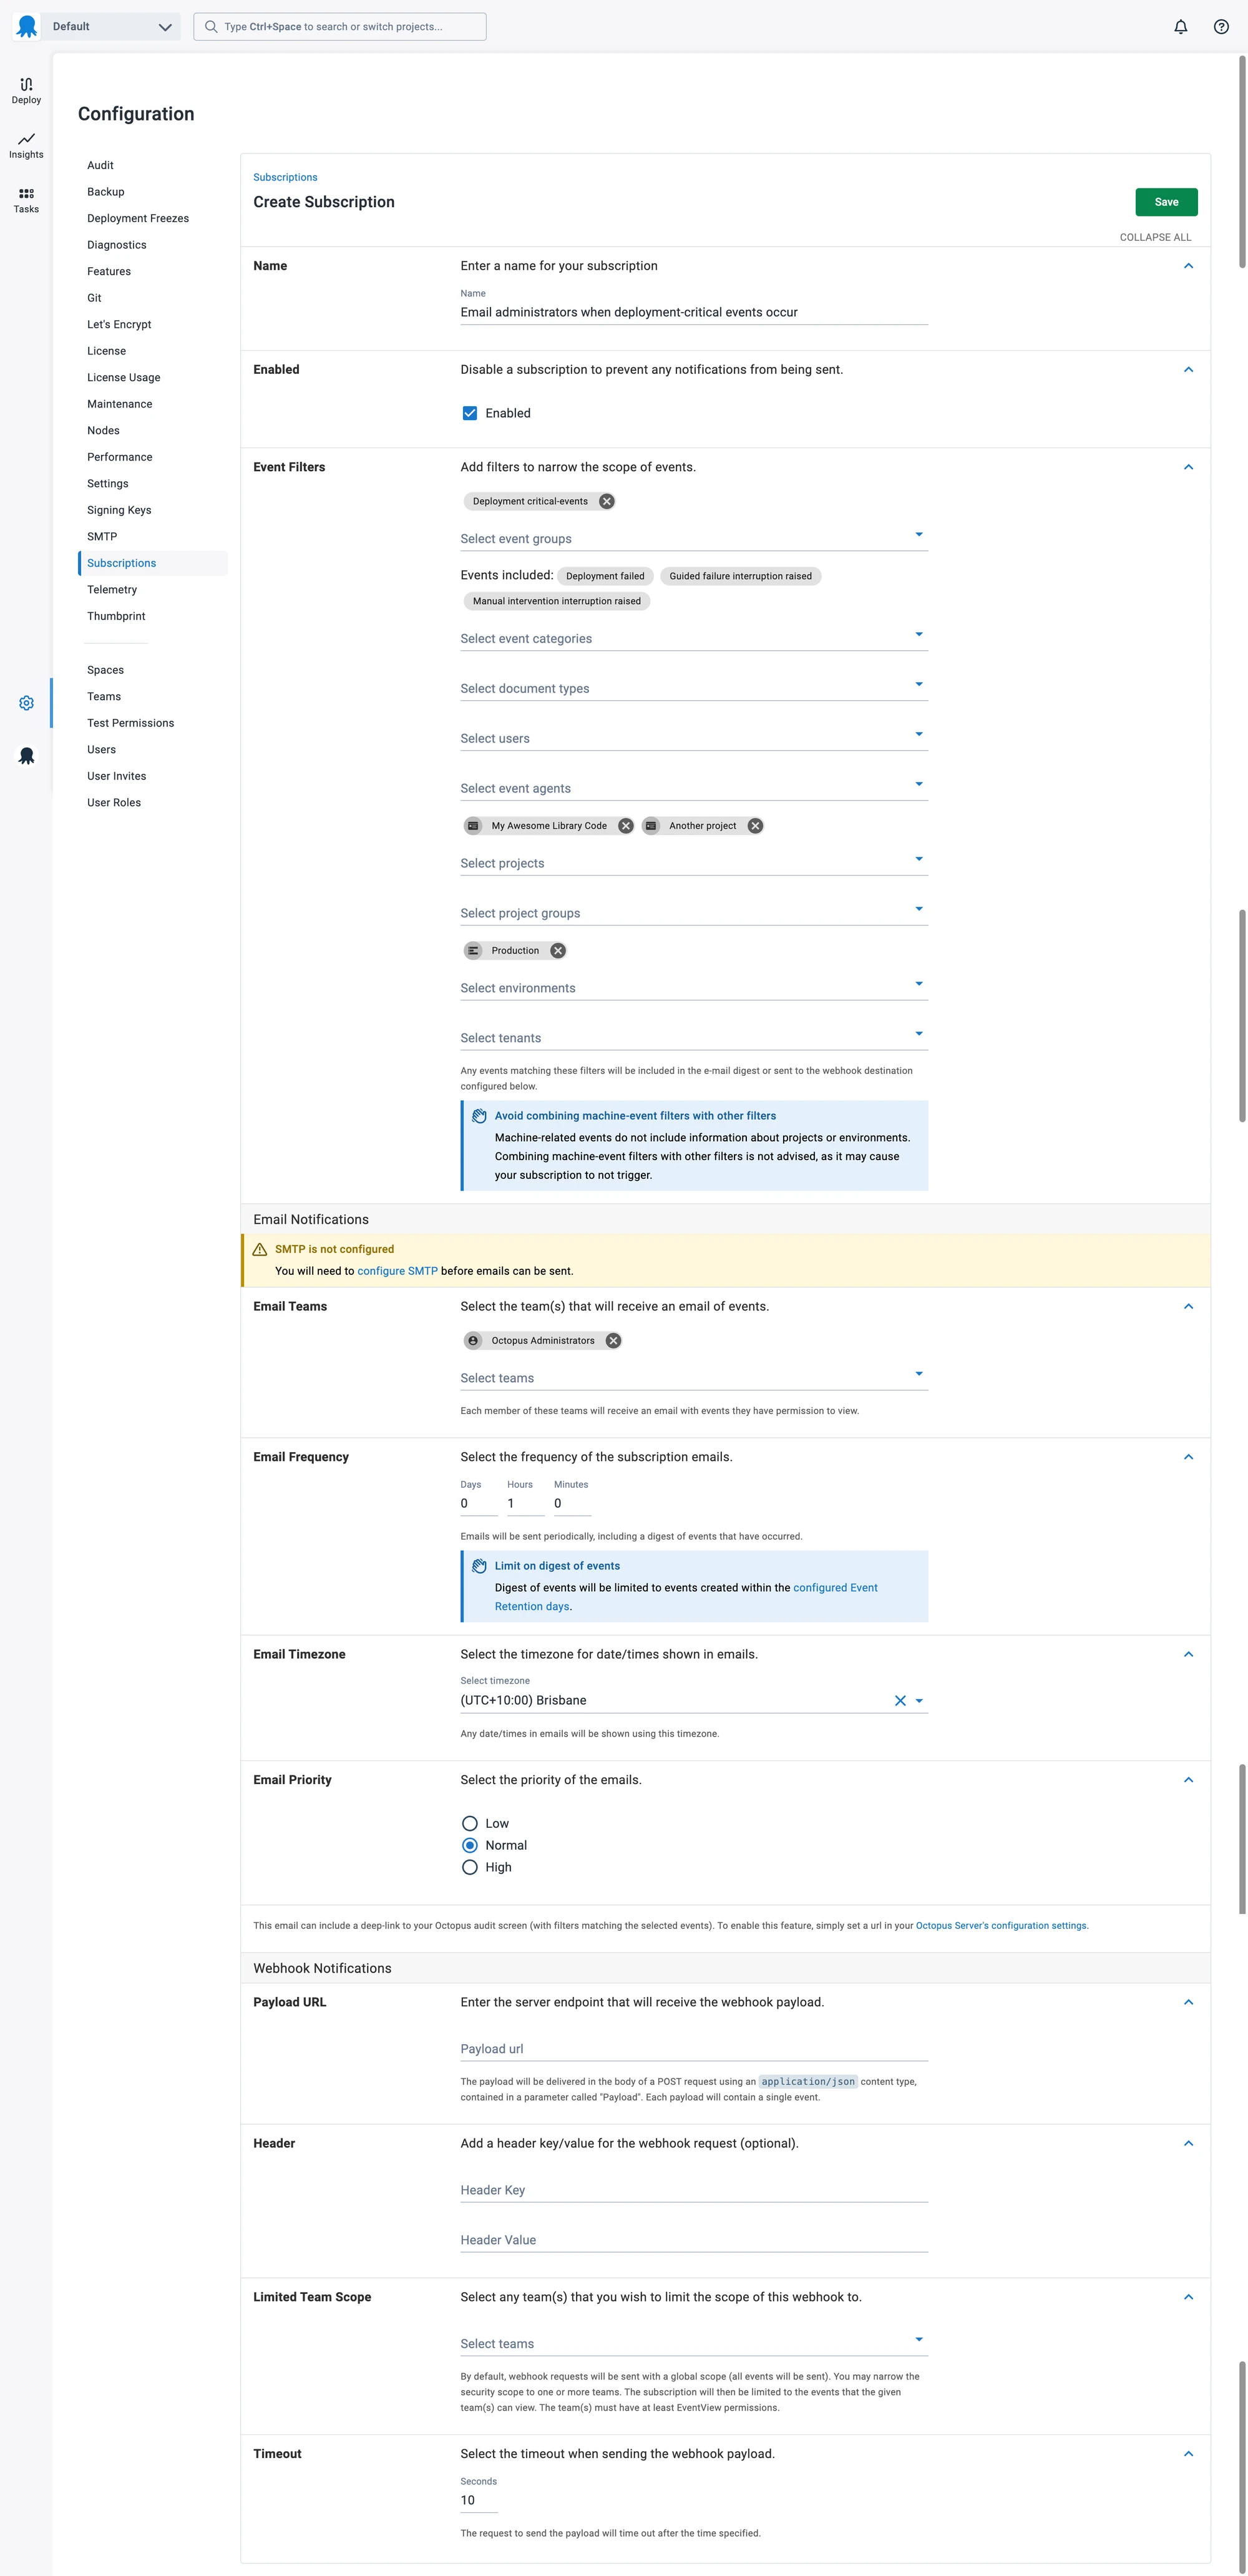 Default
Type Ctrl+Space to search or switch projects...
Deploy
Insights
Tasks
Configuration
Audit
Backup
Deployment Freezes
Diagnostics
Features
Git
Let's Encrypt
License
License Usage
Maintenance
Nodes
Performance
Settings
Signing Keys
SMTP
Subscriptions
Telemetry
Thumbprint
Spaces
Teams
Test Permissions
Users
User Invites
User Roles
Subscriptions
Create Subscription
Save
COLLAPSE ALL
Name
Enter a name for your subscription
Name
Email administrators when deployment-critical events occur
Enabled
Disable a subscription to prevent any notifications from being sent.
Enabled
Event Filters
Add filters to narrow the scope of events.
Deployment critical-events
Select event groups
Events included: Deployment failed Guided failure interruption raised
Manual intervention interruption raised
Select event categories
Select document types
Select users
Select event agents
My Awesome Library Code Another project
Select projects
Select project groups
Production
Select environments
Select tenants
Any events matching these filters will be included in the e-mail digest or sent to the webhook destination
configured below.
Avoid combining machine-event filters with other filters
Machine-related events do not include information about projects or environments.
Combining machine-event filters with other filters is not advised, as it may cause
your subscription to not trigger.
Email Notifications
SMTP is not configured
You will need to configure SMTP before emails can be sent.
Email Teams
Select the team(s) that will receive an email of events.
Octopus Administrators
Select teams
Each member of these teams will receive an email with events they have permission to view.
Email Frequency
Select the frequency of the subscription emails.
Days Hours Minutes
0 1 0
Emails will be sent periodically, including a digest of events that have occurred.
Limit on digest of events
Digest of events will be limited to events created within the configured Event
Retention days.
Email Timezone
Select the timezone for date/times shown in emails.
Select timezone
(UTC+10:00) Brisbane
Any date/times in emails will be shown using this timezone.
Email Priority
Select the priority of the emails.
Low
Normal
High
This email can include a deep-link to your Octopus audit screen (with filters matching the selected events). To enable this feature, simply set a url in your Octopus Server's configuration settings.
Webhook Notifications
Payload URL
Enter the server endpoint that will receive the webhook payload.
Payload url
The payload will be delivered in the body of a POST request using an application/json content type,
contained in a parameter called "Payload". Each payload will contain a single event.
Header
Add a header key/value for the webhook request (optional).
Header Key
Header Value
Limited Team Scope
Select any team(s) that you wish to limit the scope of this webhook to.
Select teams
By default, webhook requests will be sent with a global scope (all events will be sent). You may narrow the
security scope to one or more teams. The subscription will then be limited to the events that the given
team(s) can view. The team(s) must have at least EventView permissions.
Timeout
Select the timeout when sending the webhook payload.
Seconds
10
The request to send the payload will time out after the time specified.